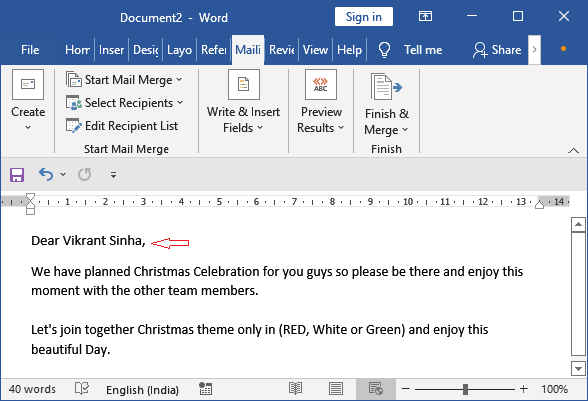 Document2 - Word
Sign in
File Hon Inser Desig Layo Refer Maili Revie View Help Tell me Share
Create
Start Mail Merge
Select Recipients
Edit Recipient List
Start Mail Merge
Write & Insert
Fields
ABC
Preview
Results
Finish &
Merge
Finish
1 2 3 4 5 6 7 8 9 10 11 12 13 14
Dear Vikrant Sinha,
We have planned Christmas Celebration for you guys so please be there and enjoy this
moment with the other team members.
Let's join together Christmas theme only in (RED, White or Green) and enjoy this
beautiful Day.
40 words English (India) 100%